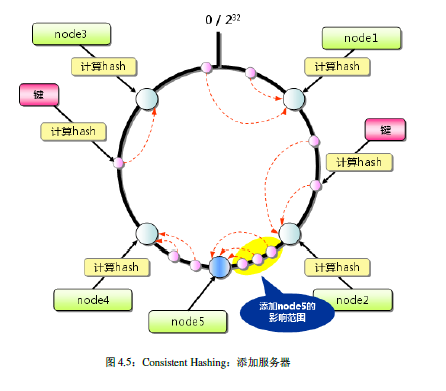 0 / 2^32
node3
node1
计算hash
计算hash
键
键
计算hash
计算hash
计算hash
计算hash
node4
node2
添加node5的
影响范围
node5
图 4.5：Consistent Hashing：添加服务器